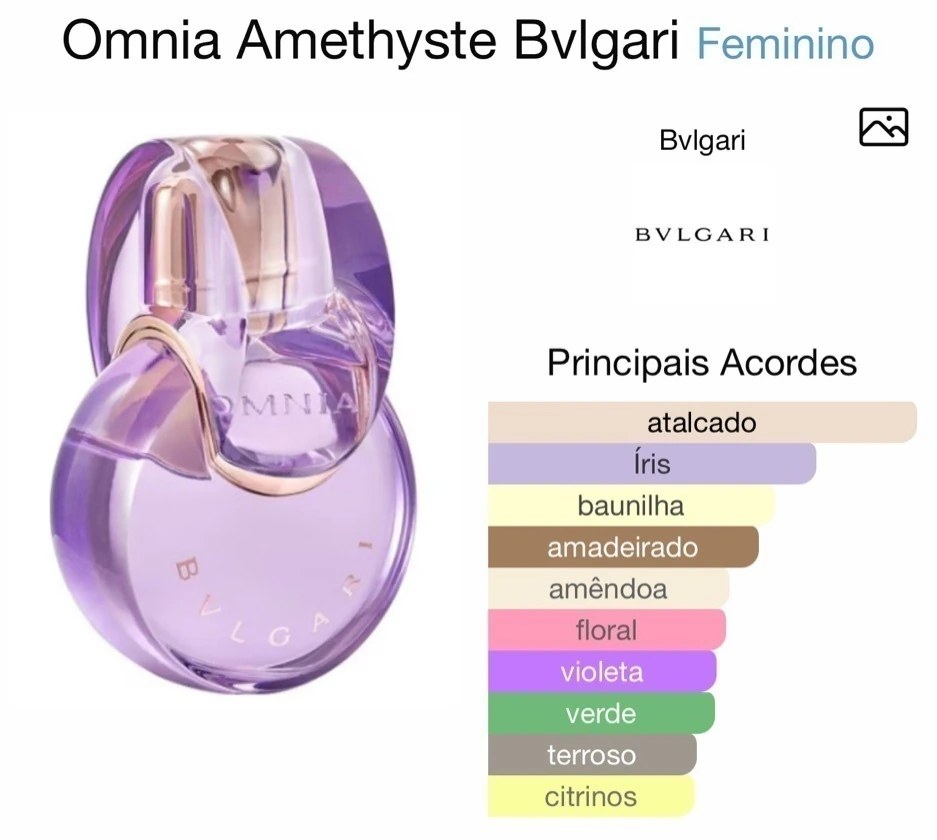 Omnia Amethyste Bvlgari Feminino
Bvlgari
BVLGARI
OMNIA
BVLGARI
Principais Acordes
atalcado
Íris
baunilha
amadeirado
amêndoa
floral
violeta
verde
terroso
citrinos